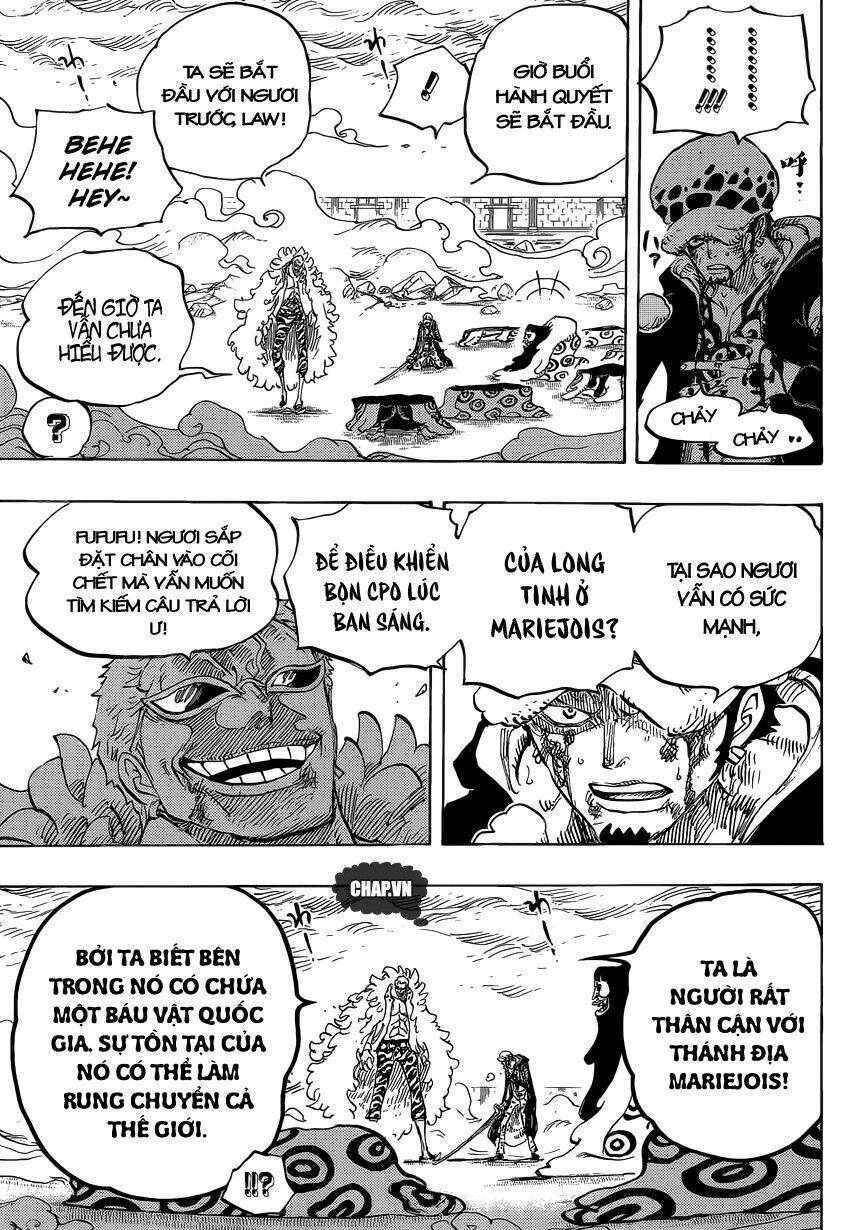 !!!
呼
ハァ
CHẢY
CHẢY
GIỜ BUỔI
HÀNH QUYẾT
SẼ BẮT ĐẦU.
!
TA SẼ BẮT
ĐẦU VỚI NGƯƠI
TRƯỚC, LAW!
BEHE
HEHE!
HEY~
ĐẾN GIỜ TA
VẪN CHƯA
HIỂU ĐƯỢC.
?
TẠI SAO NGƯƠI
VẪN CÓ SỨC
MẠNH,
CỦA LONG
TINH Ở
MARIEJOIS?
ĐỂ ĐIỀU KHIỂN
BỌN CPO LÚC
BAN SÁNG.
FUFUFU! NGƯƠI SẮP
ĐẶT CHÂN VÀO CÕI
CHẾT MÀ VẪN MUỐN
TÌM KIẾM CÂU TRẢ LỜI
Ư!
CHAP.VN
TA LÀ
NGƯỜI RẤT
THÂN CẬN VỚI
THÁNH ĐỊA
MARIEJOIS!
BỞI TA BIẾT BÊN
TRONG NÓ CÓ CHỨA
MỘT BÁU VẬT QUỐC
GIA. SỰ TỒN TẠI CỦA
NÓ CÓ THỂ LÀM
RUNG CHUYỂN CẢ
THẾ GIỚI.
!!?